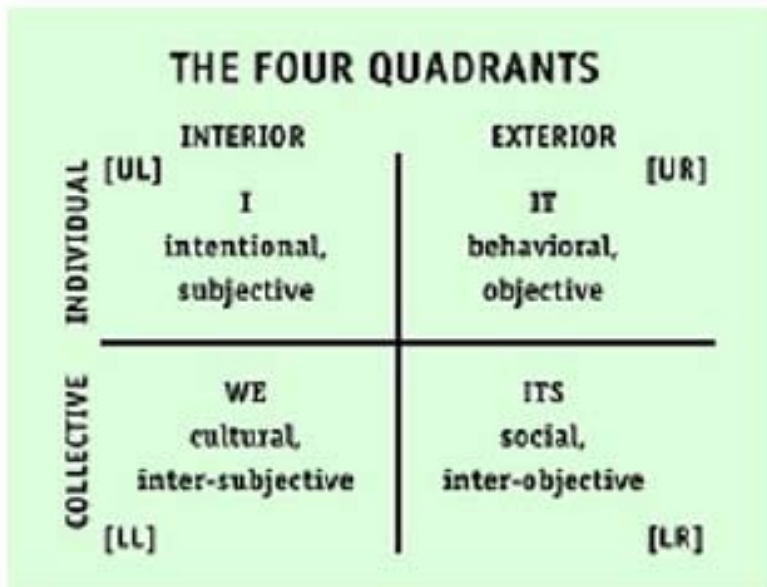 THE FOUR QUADRANTS
INTERIOR
EXTERIOR
[UL]
[UR]
INDIVIDUAL
I
intentional,
subjective
IT
behavioral,
objective
COLLECTIVE
WE
cultural,
inter-subjective
ITS
social,
inter-objective
[LL]
[LR]